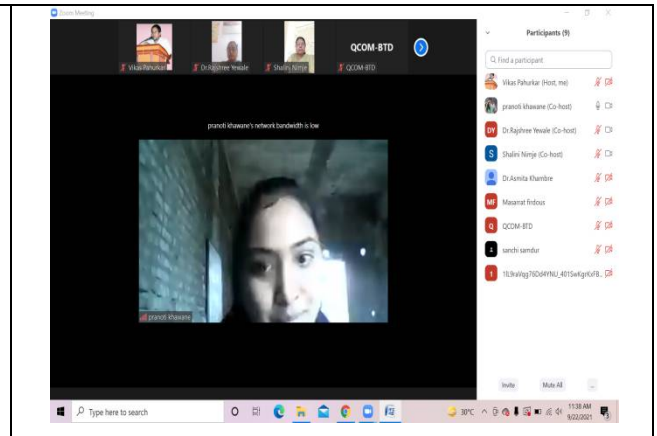 Zoom Meeting
Vikas Pahurkar
Dr.Rajshree Yewale
Shalini Nimje
QCOM-BTD
QCOM-BTD
pranoti khawane's network bandwidth is low
pranoti khawane
Participants (9)
Find a participant
Vikas Pahurkar (Host, me)
pranoti khawane (Co-host)
DY Dr.Rajshree Yewale (Co-host)
S Shalini Nimje (Co-host)
Dr.Asmita Khambre
MF Masarrat firdous
Q QCOM-BTD
sanchi samdur
1
Invite
Mute All
...
Type here to search
30°C
11:38 AM
9/22/2021